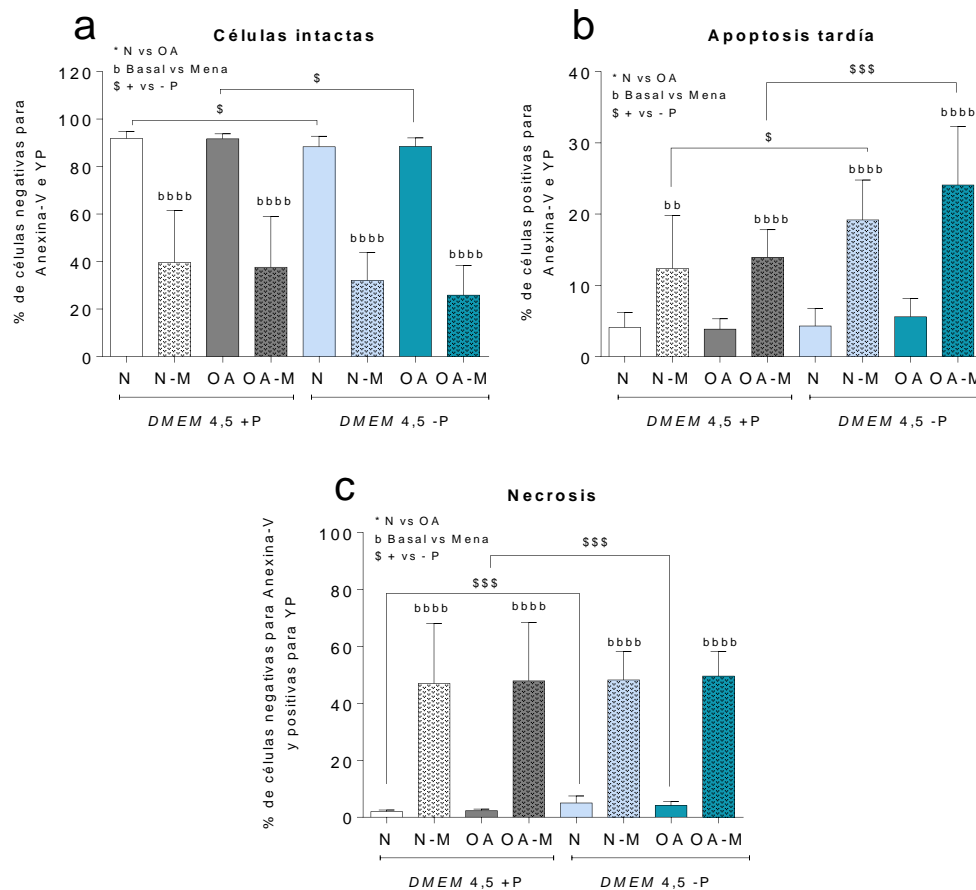 a
Células intactas
* N vs OA
b Basal vs Mena
$ + vs - P
% de células negativas para
Anexina-V e YP
120
100
80
60
40
20
0
$
$
bbbb
bbbb
bbbb
bbbb
N
N-M
OA
OA-M
N
N-M
OA
OA-M
DMEM 4,5 +P
DMEM 4,5 -P
b
Apoptosis tardía
* N vs OA
b Basal vs Mena
$ + vs - P
% de células positivas para
Anexina-V e YP
40
30
20
10
0
$$$
$
bb
bbbb
bbbb
bbbb
N
N-M
OA
OA-M
N
N-M
OA
OA-M
DMEM 4,5 +P
DMEM 4,5 -P
c
Necrosis
* N vs OA
b Basal vs Mena
$ + vs - P
% de células negativas para Anexina-V
y positivas para YP
100
80
60
40
20
0
$$$
$$$
bbbb
bbbb
bbbb
bbbb
N
N-M
OA
OA-M
N
N-M
OA
OA-M
DMEM 4,5 +P
DMEM 4,5 -P